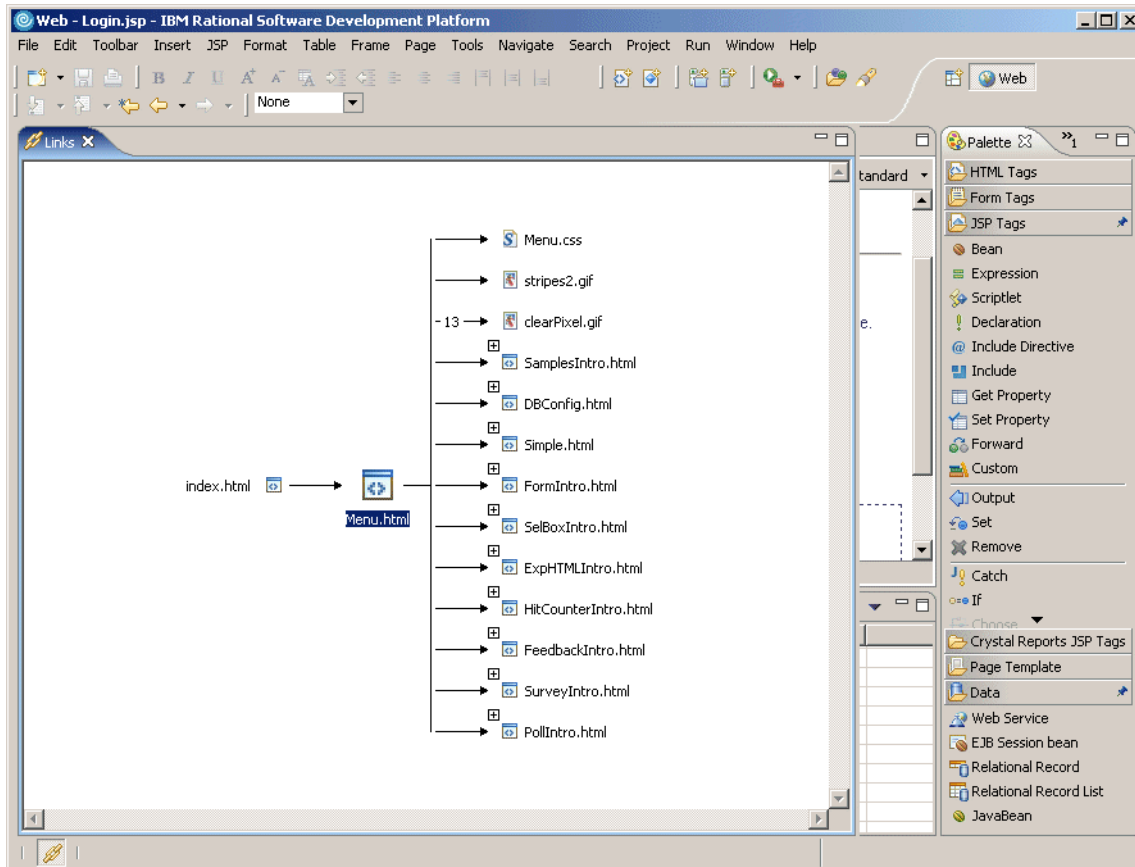 Web - Login.jsp - IBM Rational Software Development Platform
File Edit Toolbar Insert JSP Format Table Frame Page Tools Navigate Search Project Run Window Help
B I U A A
Web
None
Links
Palette
»1
tandard
HTML Tags
Form Tags
JSP Tags
Menu.css
Bean
stripes2.gif
Expression
Scriptlet
13
clearPixel.gif
e.
Declaration
Include Directive
SamplesIntro.html
Include
DBConfig.html
Get Property
Set Property
Simple.html
Forward
Custom
index.html
FormIntro.html
Output
Menu.html
SelBoxIntro.html
Set
Remove
ExpHTMLIntro.html
Catch
If
HitCounterIntro.html
Choose
Crystal Reports JSP Tags
FeedbackIntro.html
Page Template
SurveyIntro.html
Data
Web Service
PollIntro.html
EJB Session bean
Relational Record
Relational Record List
JavaBean